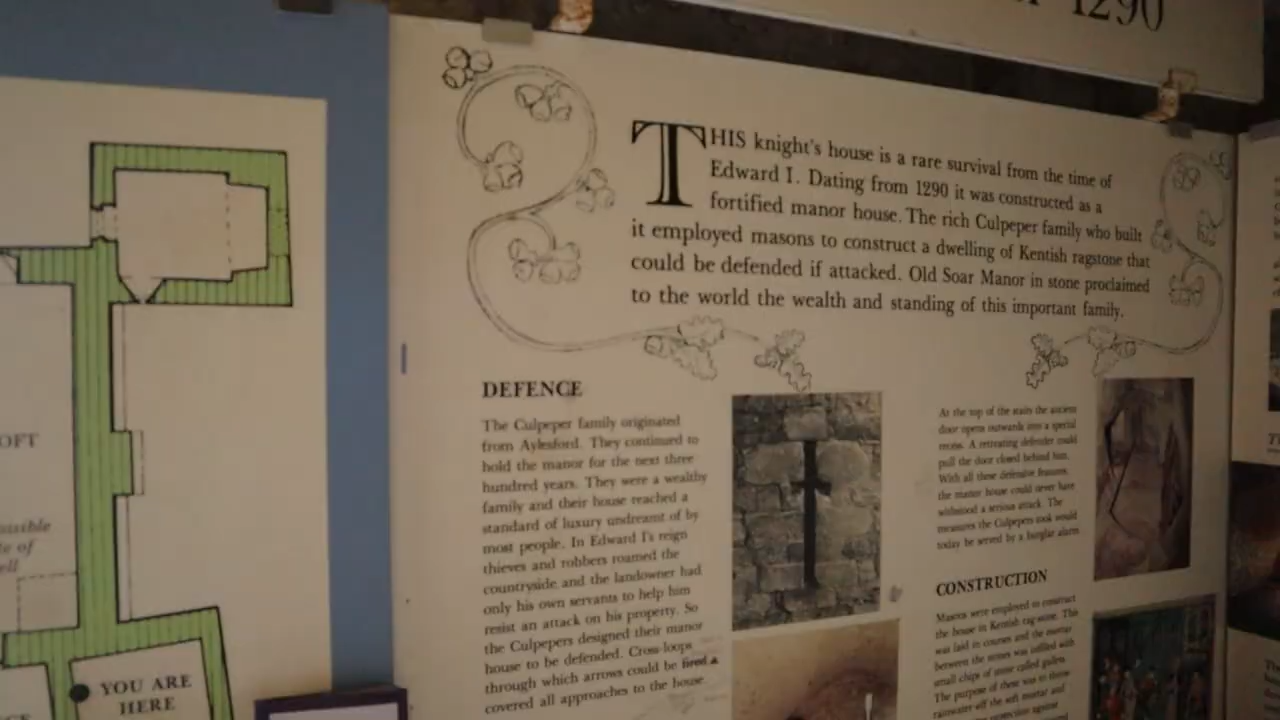 1290
THIS knight's house is a rare survival from the time of
Edward I. Dating from 1290 it was constructed as a
fortified manor house. The rich Culpeper family who built
it employed masons to construct a dwelling of Kentish ragstone that
could be defended if attacked. Old Soar Manor in stone proclaimed
to the world the wealth and standing of this important family.
DEFENCE
The Culpeper family originated
from Aylesford. They continued to
hold the manor for the next three
hundred years. They were a wealthy
family and their house reached a
standard of luxury undreamt of by
most people. In Edward I's reign
thieves and robbers roamed the
countryside and the landowner had
only his own servants to help him
resist an attack on his property. So
the Culpepers designed their manor
house to be defended. Cross-loops
through which arrows could be fired
covered all approaches to the house.
At the top of the stairs the ancient
door opens outwards into a special
recess. A retreating defender could
pull the door closed behind him.
With all these defensive features,
the manor house could never have
withstood a serious attack. The
measures the Culpepers took would
today be served by a burglar alarm
CONSTRUCTION
Masons were employed to construct
the house in Kentish rag-stone. This
was laid in courses and the mortar
between the stones was infilled with
small chips of stone called gallets.
The purpose of these was to throw
rainwater off the soft mortar and
protection against
OFT
of
YOU ARE
HERE